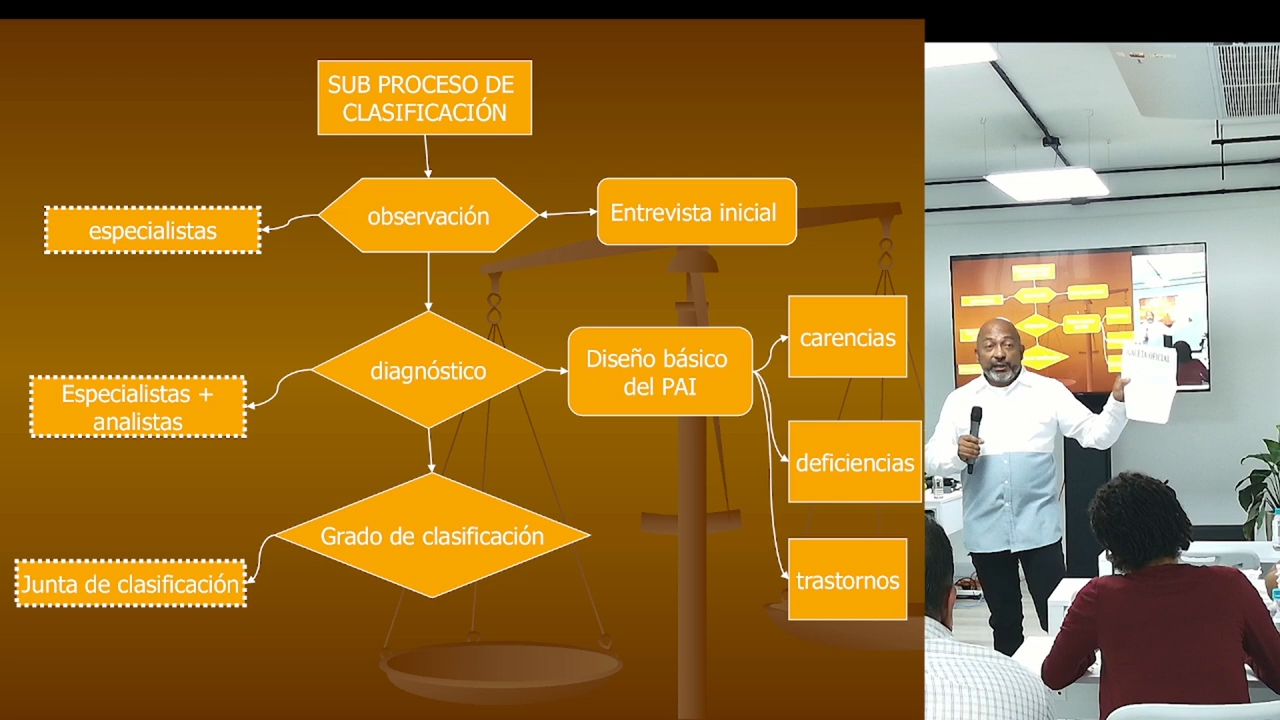 SUB PROCESO DE
CLASIFICACIÓN
observación
Entrevista inicial
especialistas
diagnóstico
Diseño básico
del PAI
carencias
Especialistas +
analistas
deficiencias
Grado de clasificación
trastornos
Junta de clasificación
GACETA OFICIAL